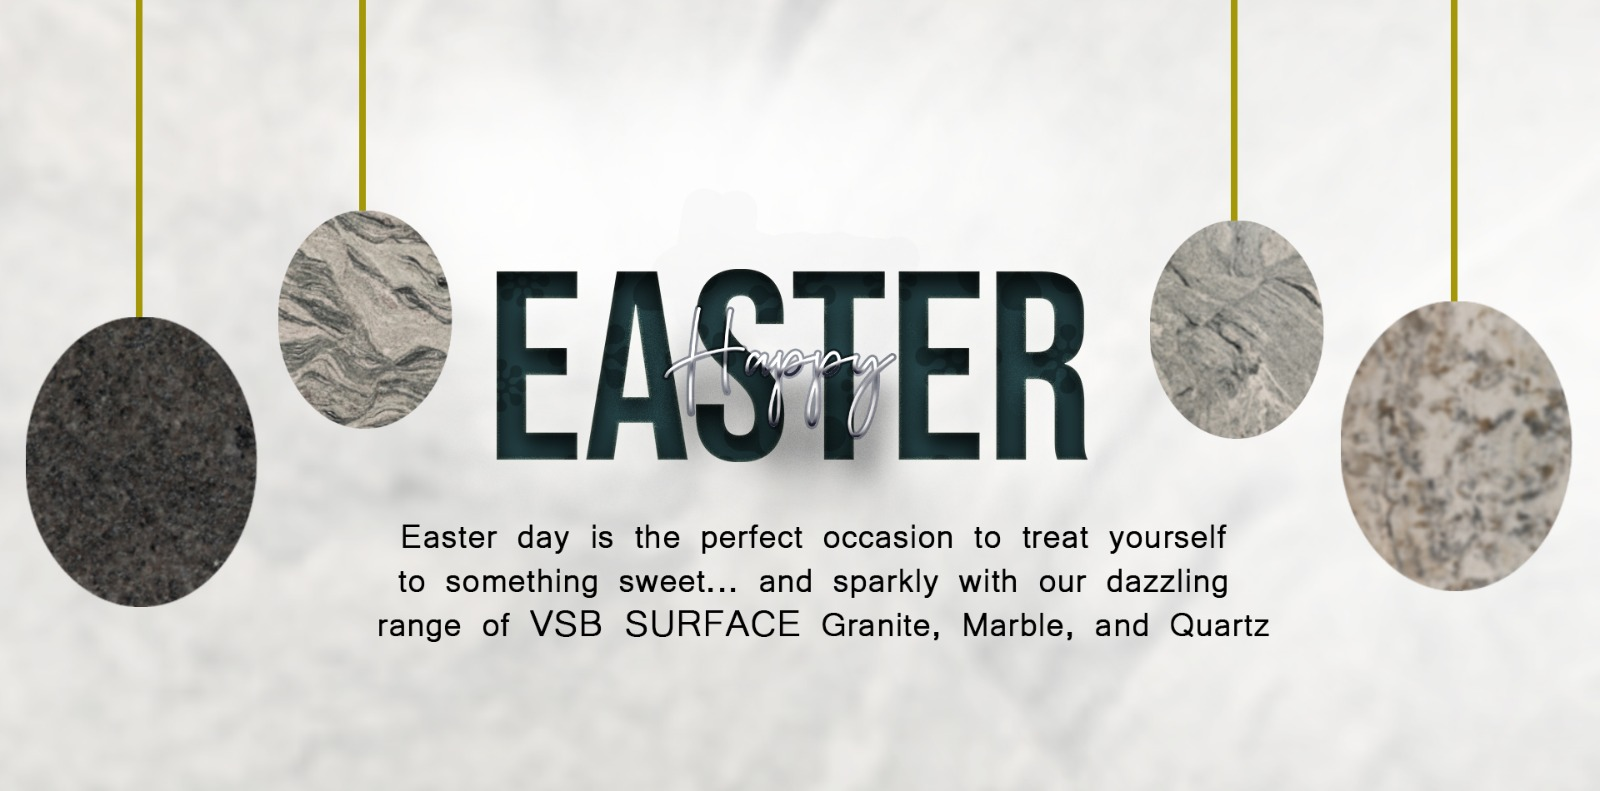 Happy
EASTER
Easter day is the perfect occasion to treat yourself
to something sweet... and sparkly with our dazzling
range of VSB SURFACE Granite, Marble, and Quartz